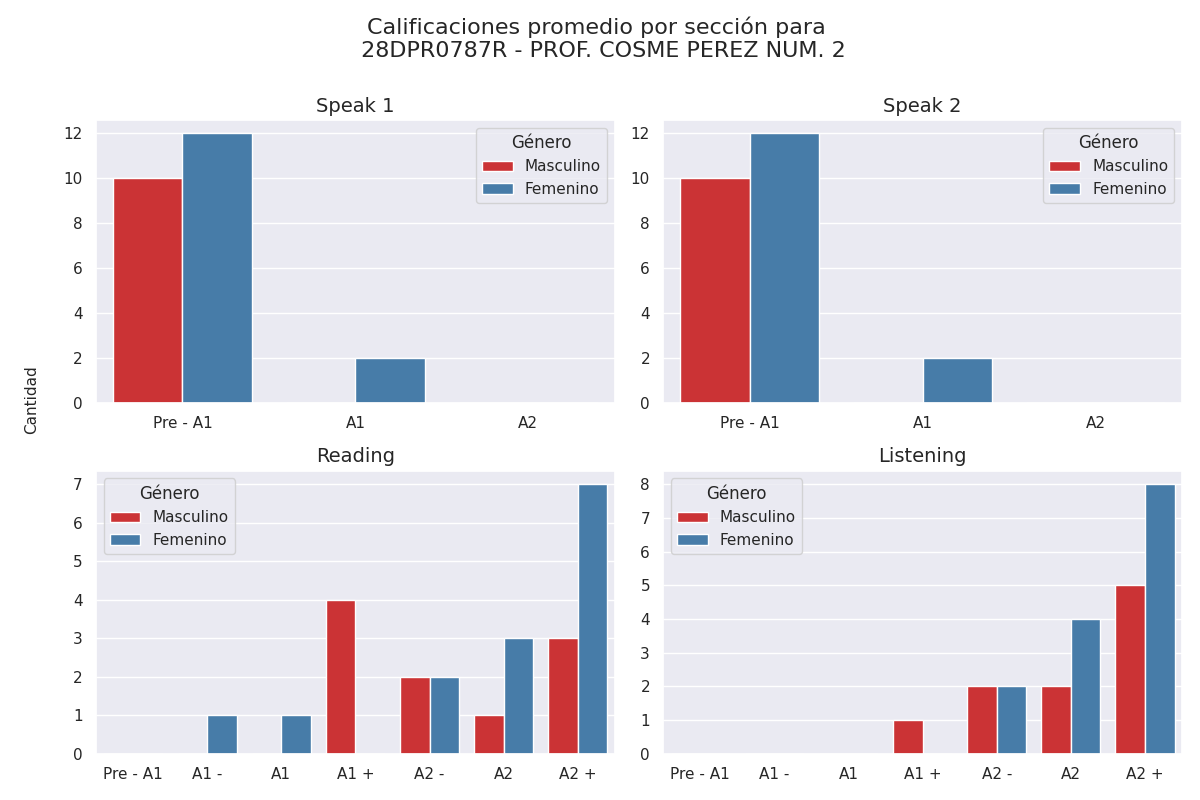 Calificaciones promedio por sección para
28DPR0787R - PROF. COSME PEREZ NUM. 2
Cantidad
Speak 1
12
10
8
6
4
2
0
Pre - A1 A1 A2
Género
Masculino
Femenino
Speak 2
12
10
8
6
4
2
0
Pre - A1 A1 A2
Género
Masculino
Femenino
Reading
7
6
5
4
3
2
1
0
Pre - A1 A1 - A1 A1 + A2 - A2 A2 +
Género
Masculino
Femenino
Listening
8
7
6
5
4
3
2
1
0
Pre - A1 A1 - A1 A1 + A2 - A2 A2 +
Género
Masculino
Femenino